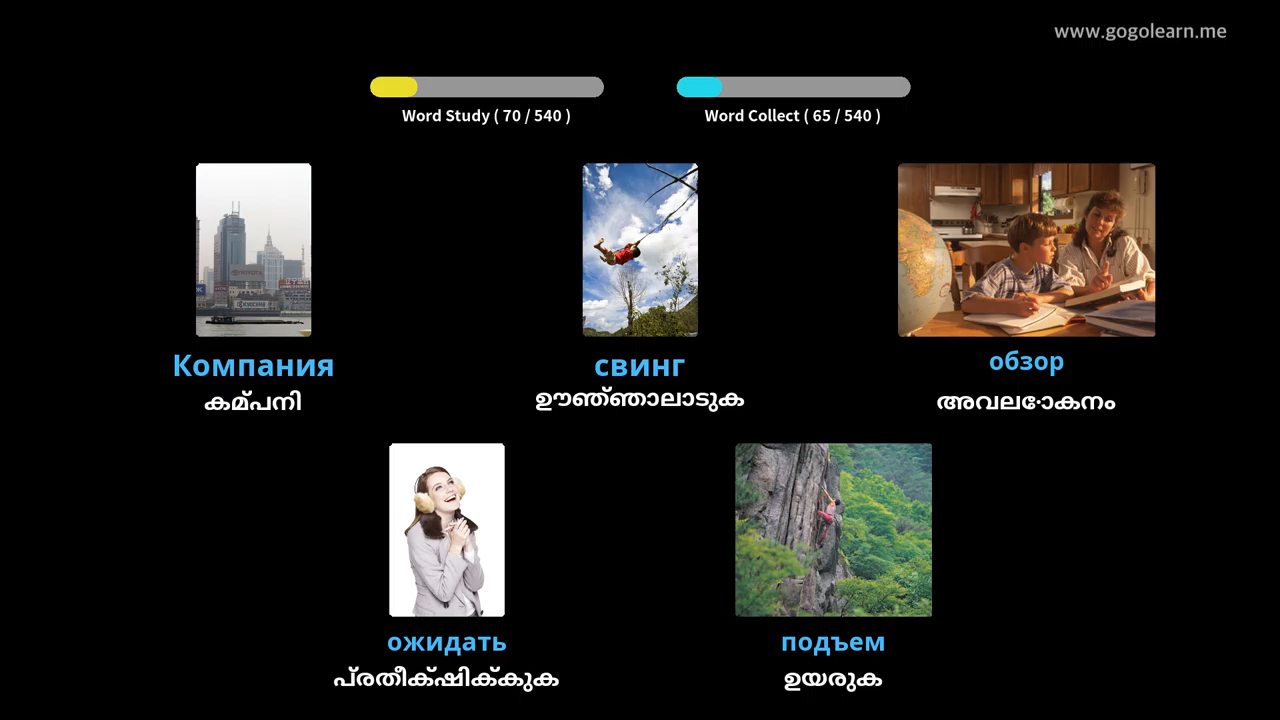 www.gogolearn.me
Word Study ( 70 / 540 )
Word Collect ( 65 / 540 )
Компания
കമ്പനി
свинг
ഊഞ്ഞാലാടുക
обзор
അവലോകനം
ожидать
പ്രതീക്ഷിക്കുക
подъем
ഉയരുക